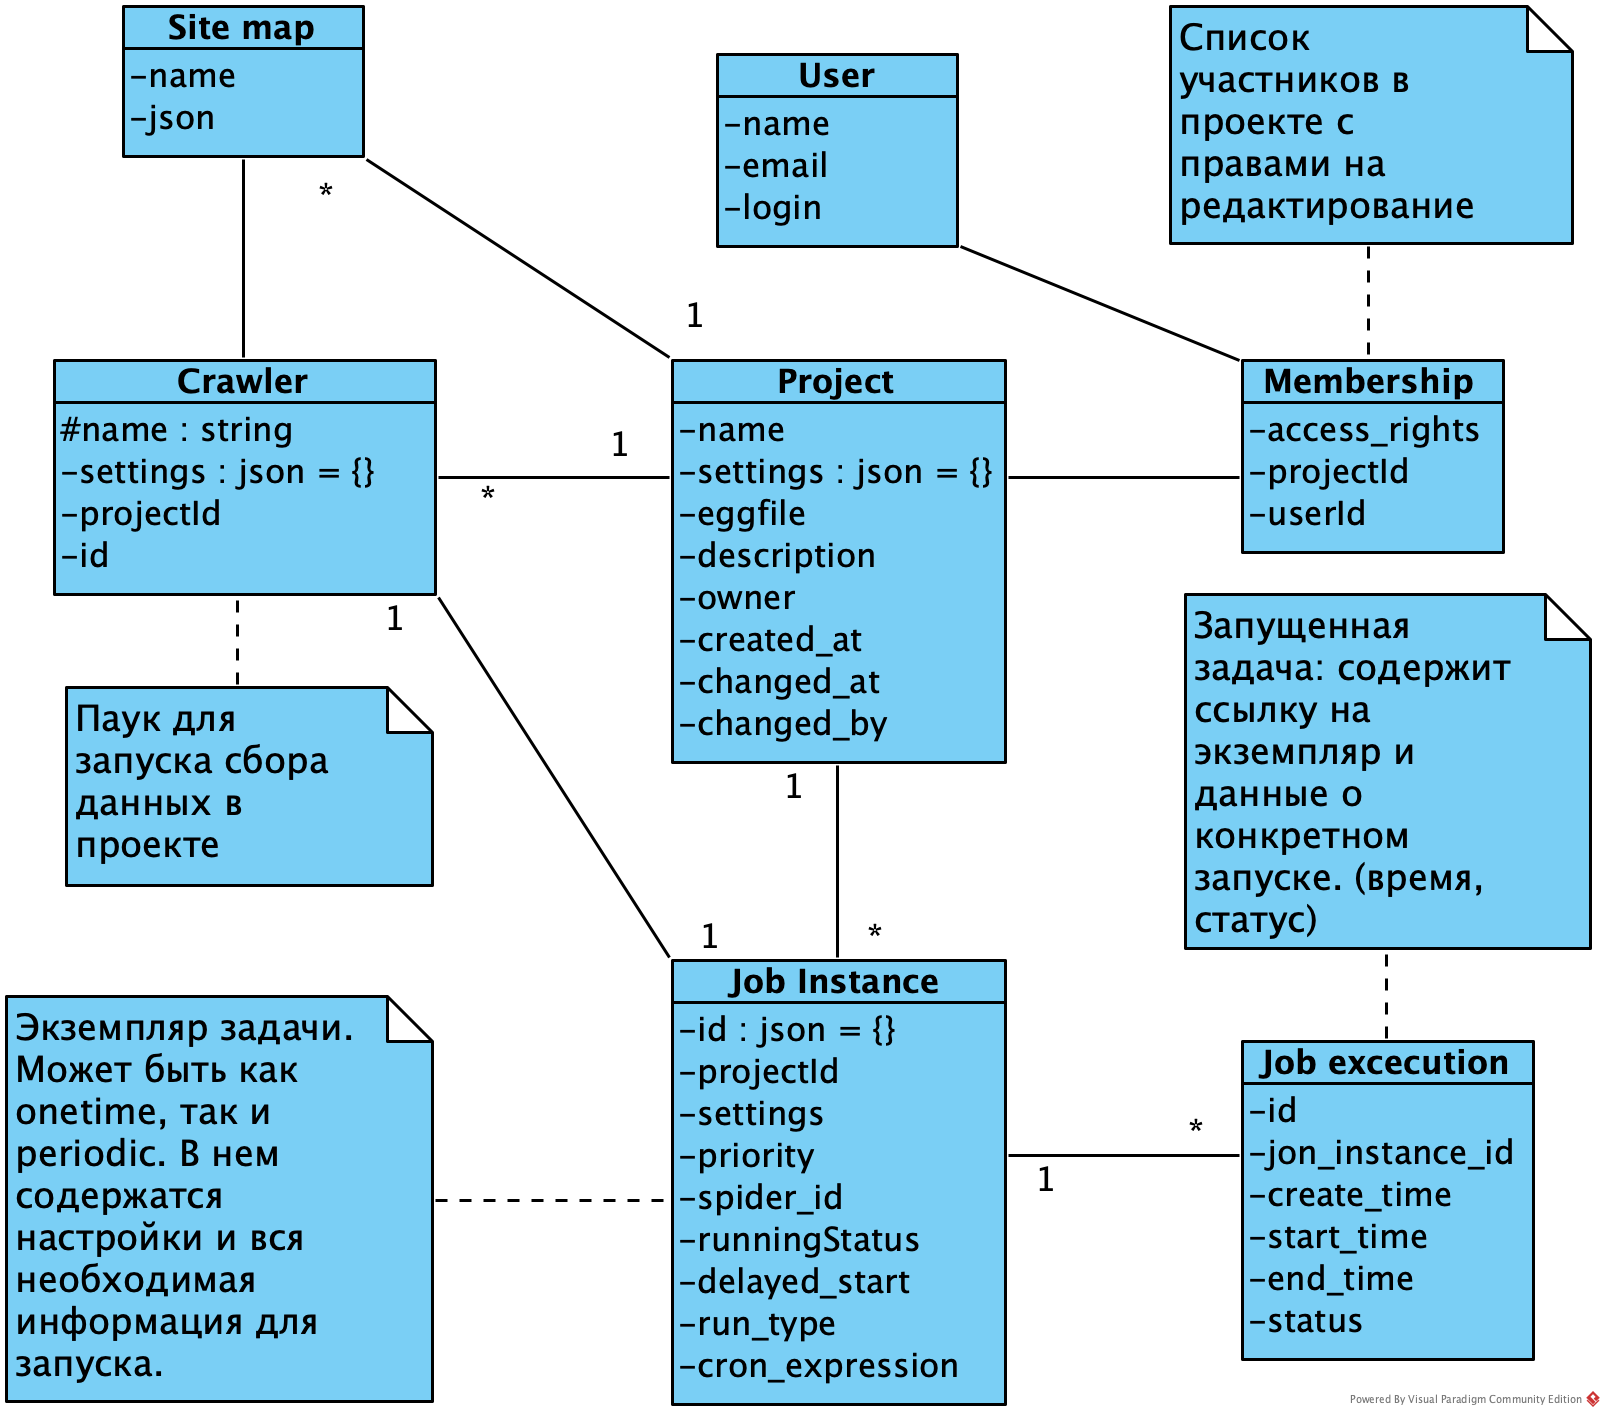 Site map
-name
-json
User
-name
-email
-login
Список
участников в
проекте с
правами на
редактирование
*
1
Crawler
#name : string
-settings : json = {}
-projectId
-id
1
*
Project
-name
-settings : json = {}
-eggfile
-description
-owner
-created_at
-changed_at
-changed_by
Membership
-access_rights
-projectId
-userId
1
Паук для
запуска сбора
данных в
проекте
1
*
1
Запущенная
задача: содержит
ссылку на
экземпляр и
данные о
конкретном
запуске. (время,
статус)
Экземпляр задачи.
Может быть как
onetime, так и
periodic. В нем
содержатся
настройки и вся
необходимая
информация для
запуска.
Job Instance
-id : json = {}
-projectId
-settings
-priority
-spider_id
-runningStatus
-delayed_start
-run_type
-cron_expression
*
1
Job excecution
-id
-jon_instance_id
-create_time
-start_time
-end_time
-status
Powered By Visual Paradigm Community Edition